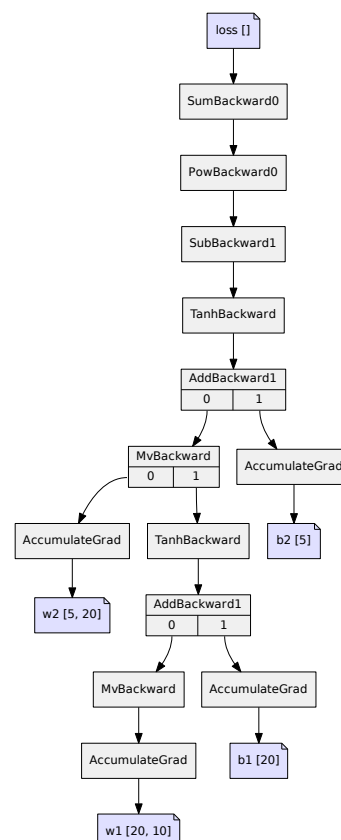 loss []
SumBackward0
PowBackward0
SubBackward1
TanhBackward
AddBackward1
0 1
MvBackward
0 1
AccumulateGrad
AccumulateGrad
TanhBackward
b2 [5]
w2 [5, 20]
AddBackward1
0 1
MvBackward
AccumulateGrad
AccumulateGrad
b1 [20]
w1 [20, 10]